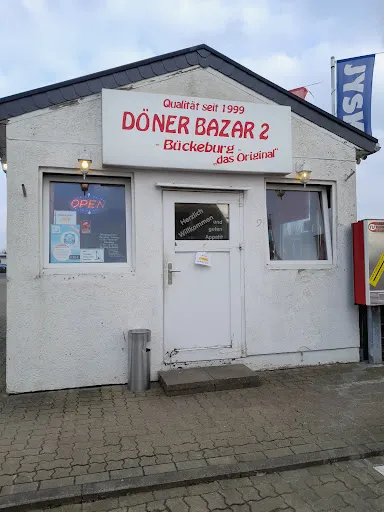 Qualität seit 1999
DÖNER BAZAR 2
- Bückeburg -
„das Original"
JYSK
OPEN
Herzlich
Willkommen
und
guten
Appetit